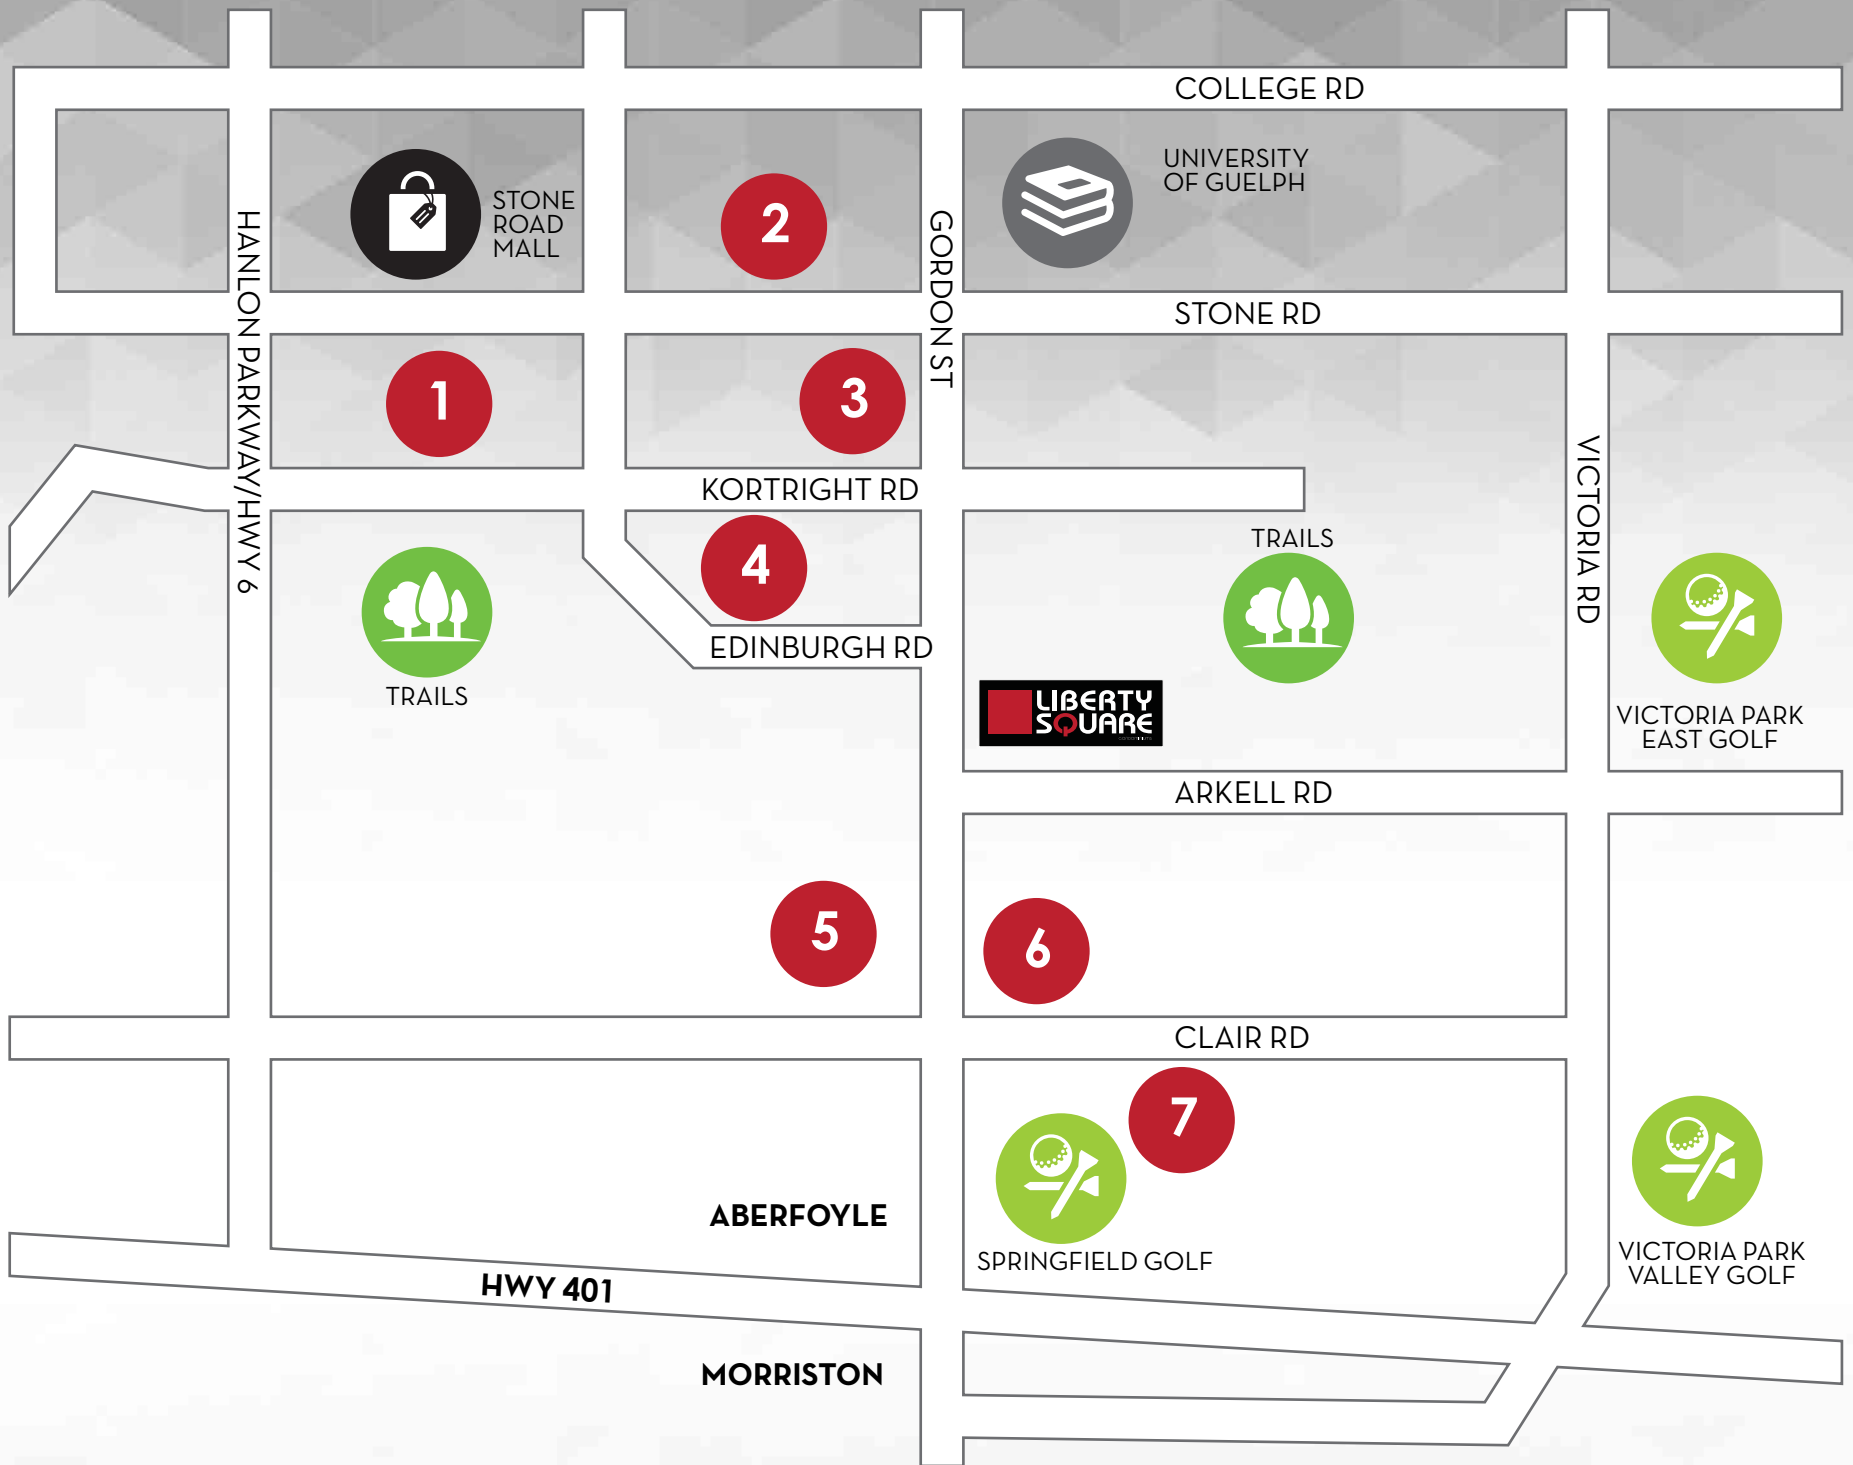 COLLEGE RD
UNIVERSITY
OF GUELPH
STONE
ROAD
MALL
2
HANLON PARKWAY/HWY 6
GORDON ST
STONE RD
1
3
VICTORIA RD
KORTRIGHT RD
4
TRAILS
EDINBURGH RD
TRAILS
LIBERTY
SQUARE
VICTORIA PARK
EAST GOLF
ARKELL RD
5
6
CLAIR RD
7
ABERFOYLE
SPRINGFIELD GOLF
VICTORIA PARK
VALLEY GOLF
HWY 401
MORRISTON